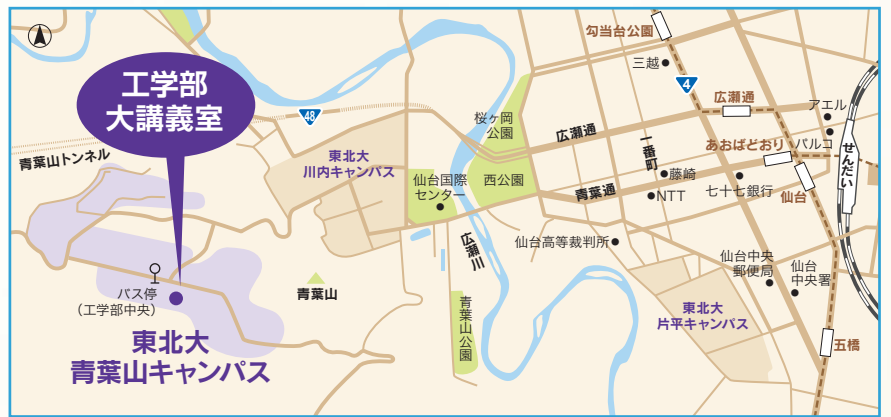 工学部
大講義室
青葉山トンネル
48
東北大
川内キャンパス
バス停
（工学部中央）
東北大
青葉山キャンパス
青葉山
仙台国際
センター
西公園
桜ヶ岡
公園
広瀬川
青葉山公園
広瀬通
青葉通
一番町
勾当台公園
三越
4
広瀬通
アエル
パルコ
あおばどおり
せんだい
藤崎
NTT
七十七銀行
仙台
仙台高等裁判所
仙台中央
郵便局
仙台
中央署
東北大
片平キャンパス
五橋